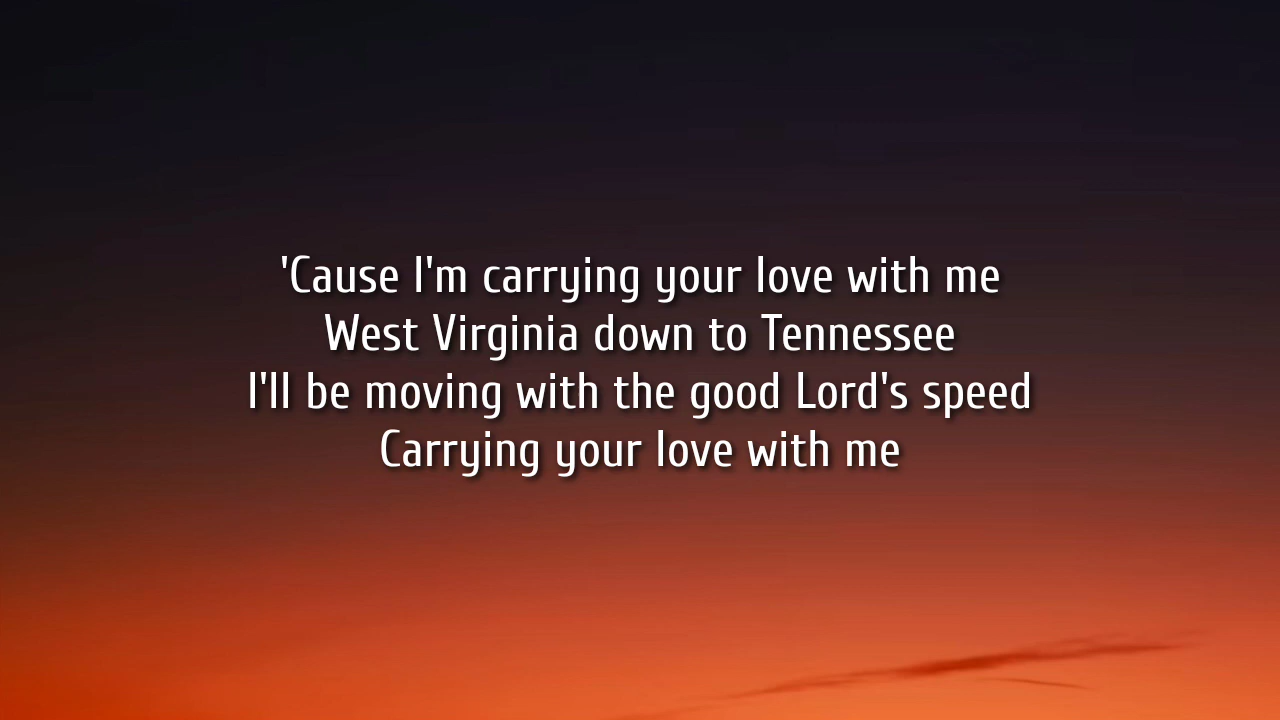 'Cause I'm carrying your love with me
West Virginia down to Tennessee
I'll be moving with the good Lord's speed
Carrying your love with me